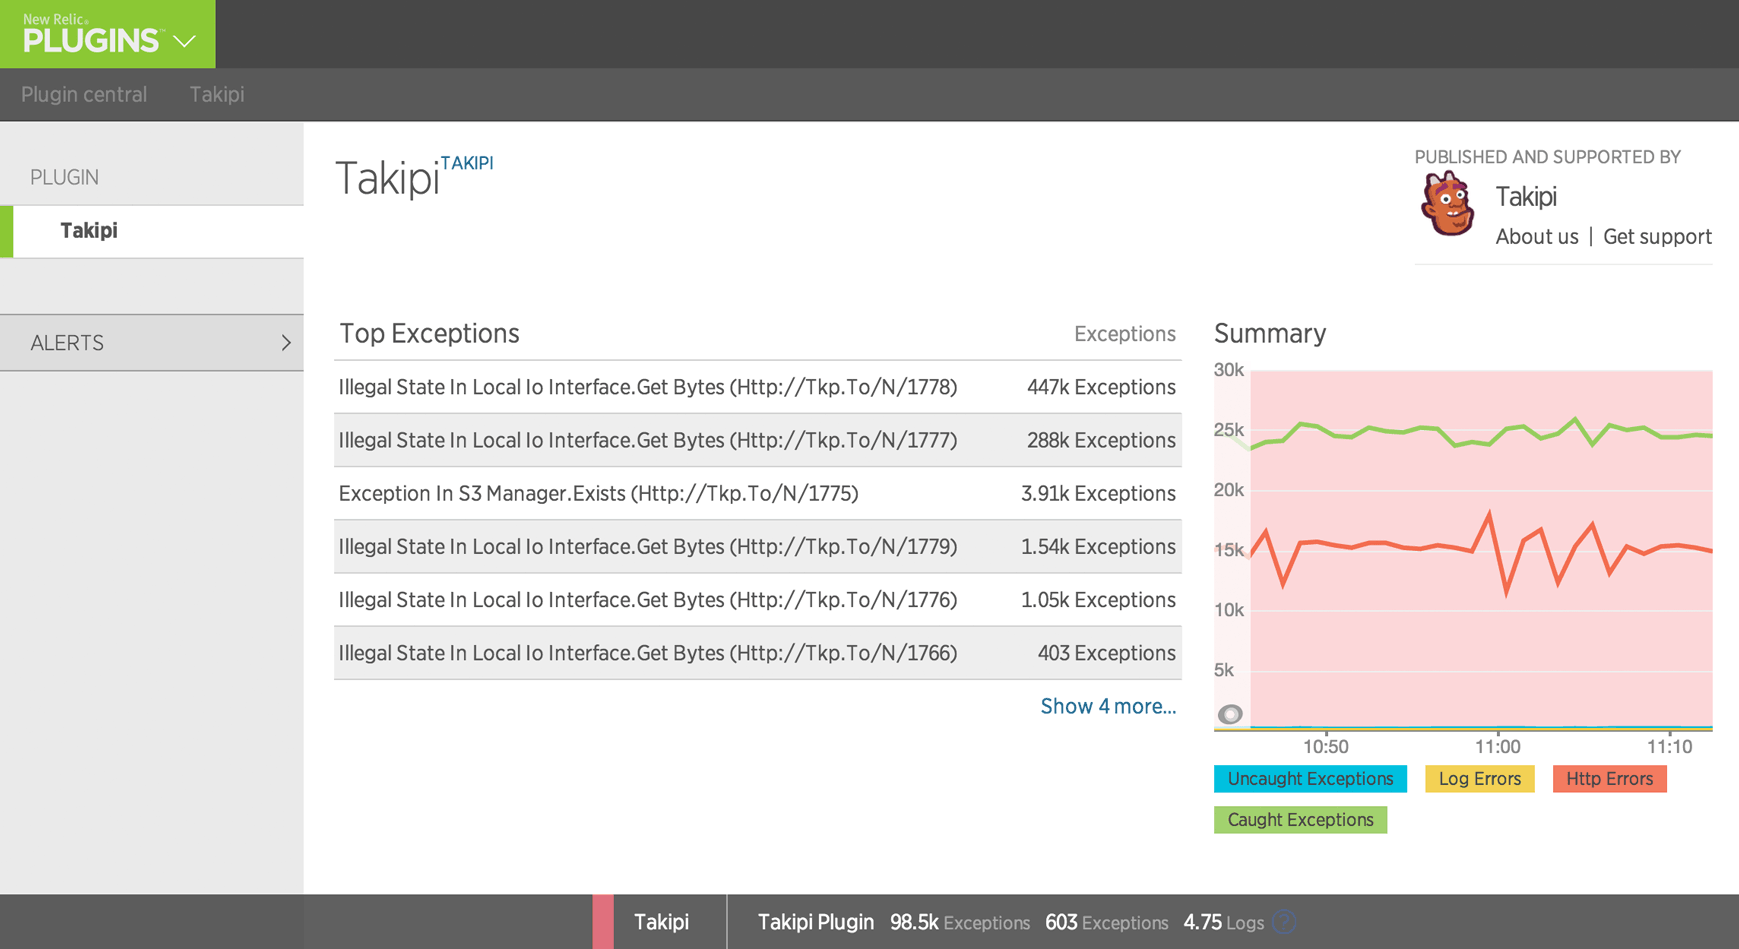 New Relic®
PLUGINS™
Plugin central Takipi
PLUGIN
Takipi
ALERTS
Takipi TAKIPI
PUBLISHED AND SUPPORTED BY
Takipi
About us | Get support
Top Exceptions Exceptions
Illegal State In Local Io Interface.Get Bytes (Http://Tkp.To/N/1778) 447k Exceptions
Illegal State In Local Io Interface.Get Bytes (Http://Tkp.To/N/1777) 288k Exceptions
Exception In S3 Manager.Exists (Http://Tkp.To/N/1775) 3.91k Exceptions
Illegal State In Local Io Interface.Get Bytes (Http://Tkp.To/N/1779) 1.54k Exceptions
Illegal State In Local Io Interface.Get Bytes (Http://Tkp.To/N/1776) 1.05k Exceptions
Illegal State In Local Io Interface.Get Bytes (Http://Tkp.To/N/1766) 403 Exceptions
Show 4 more...
Summary
30k
25k
20k
15k
10k
5k
10:50 11:00 11:10
Uncaught Exceptions Log Errors Http Errors
Caught Exceptions
Takipi Takipi Plugin 98.5k Exceptions 603 Exceptions 4.75 Logs ?